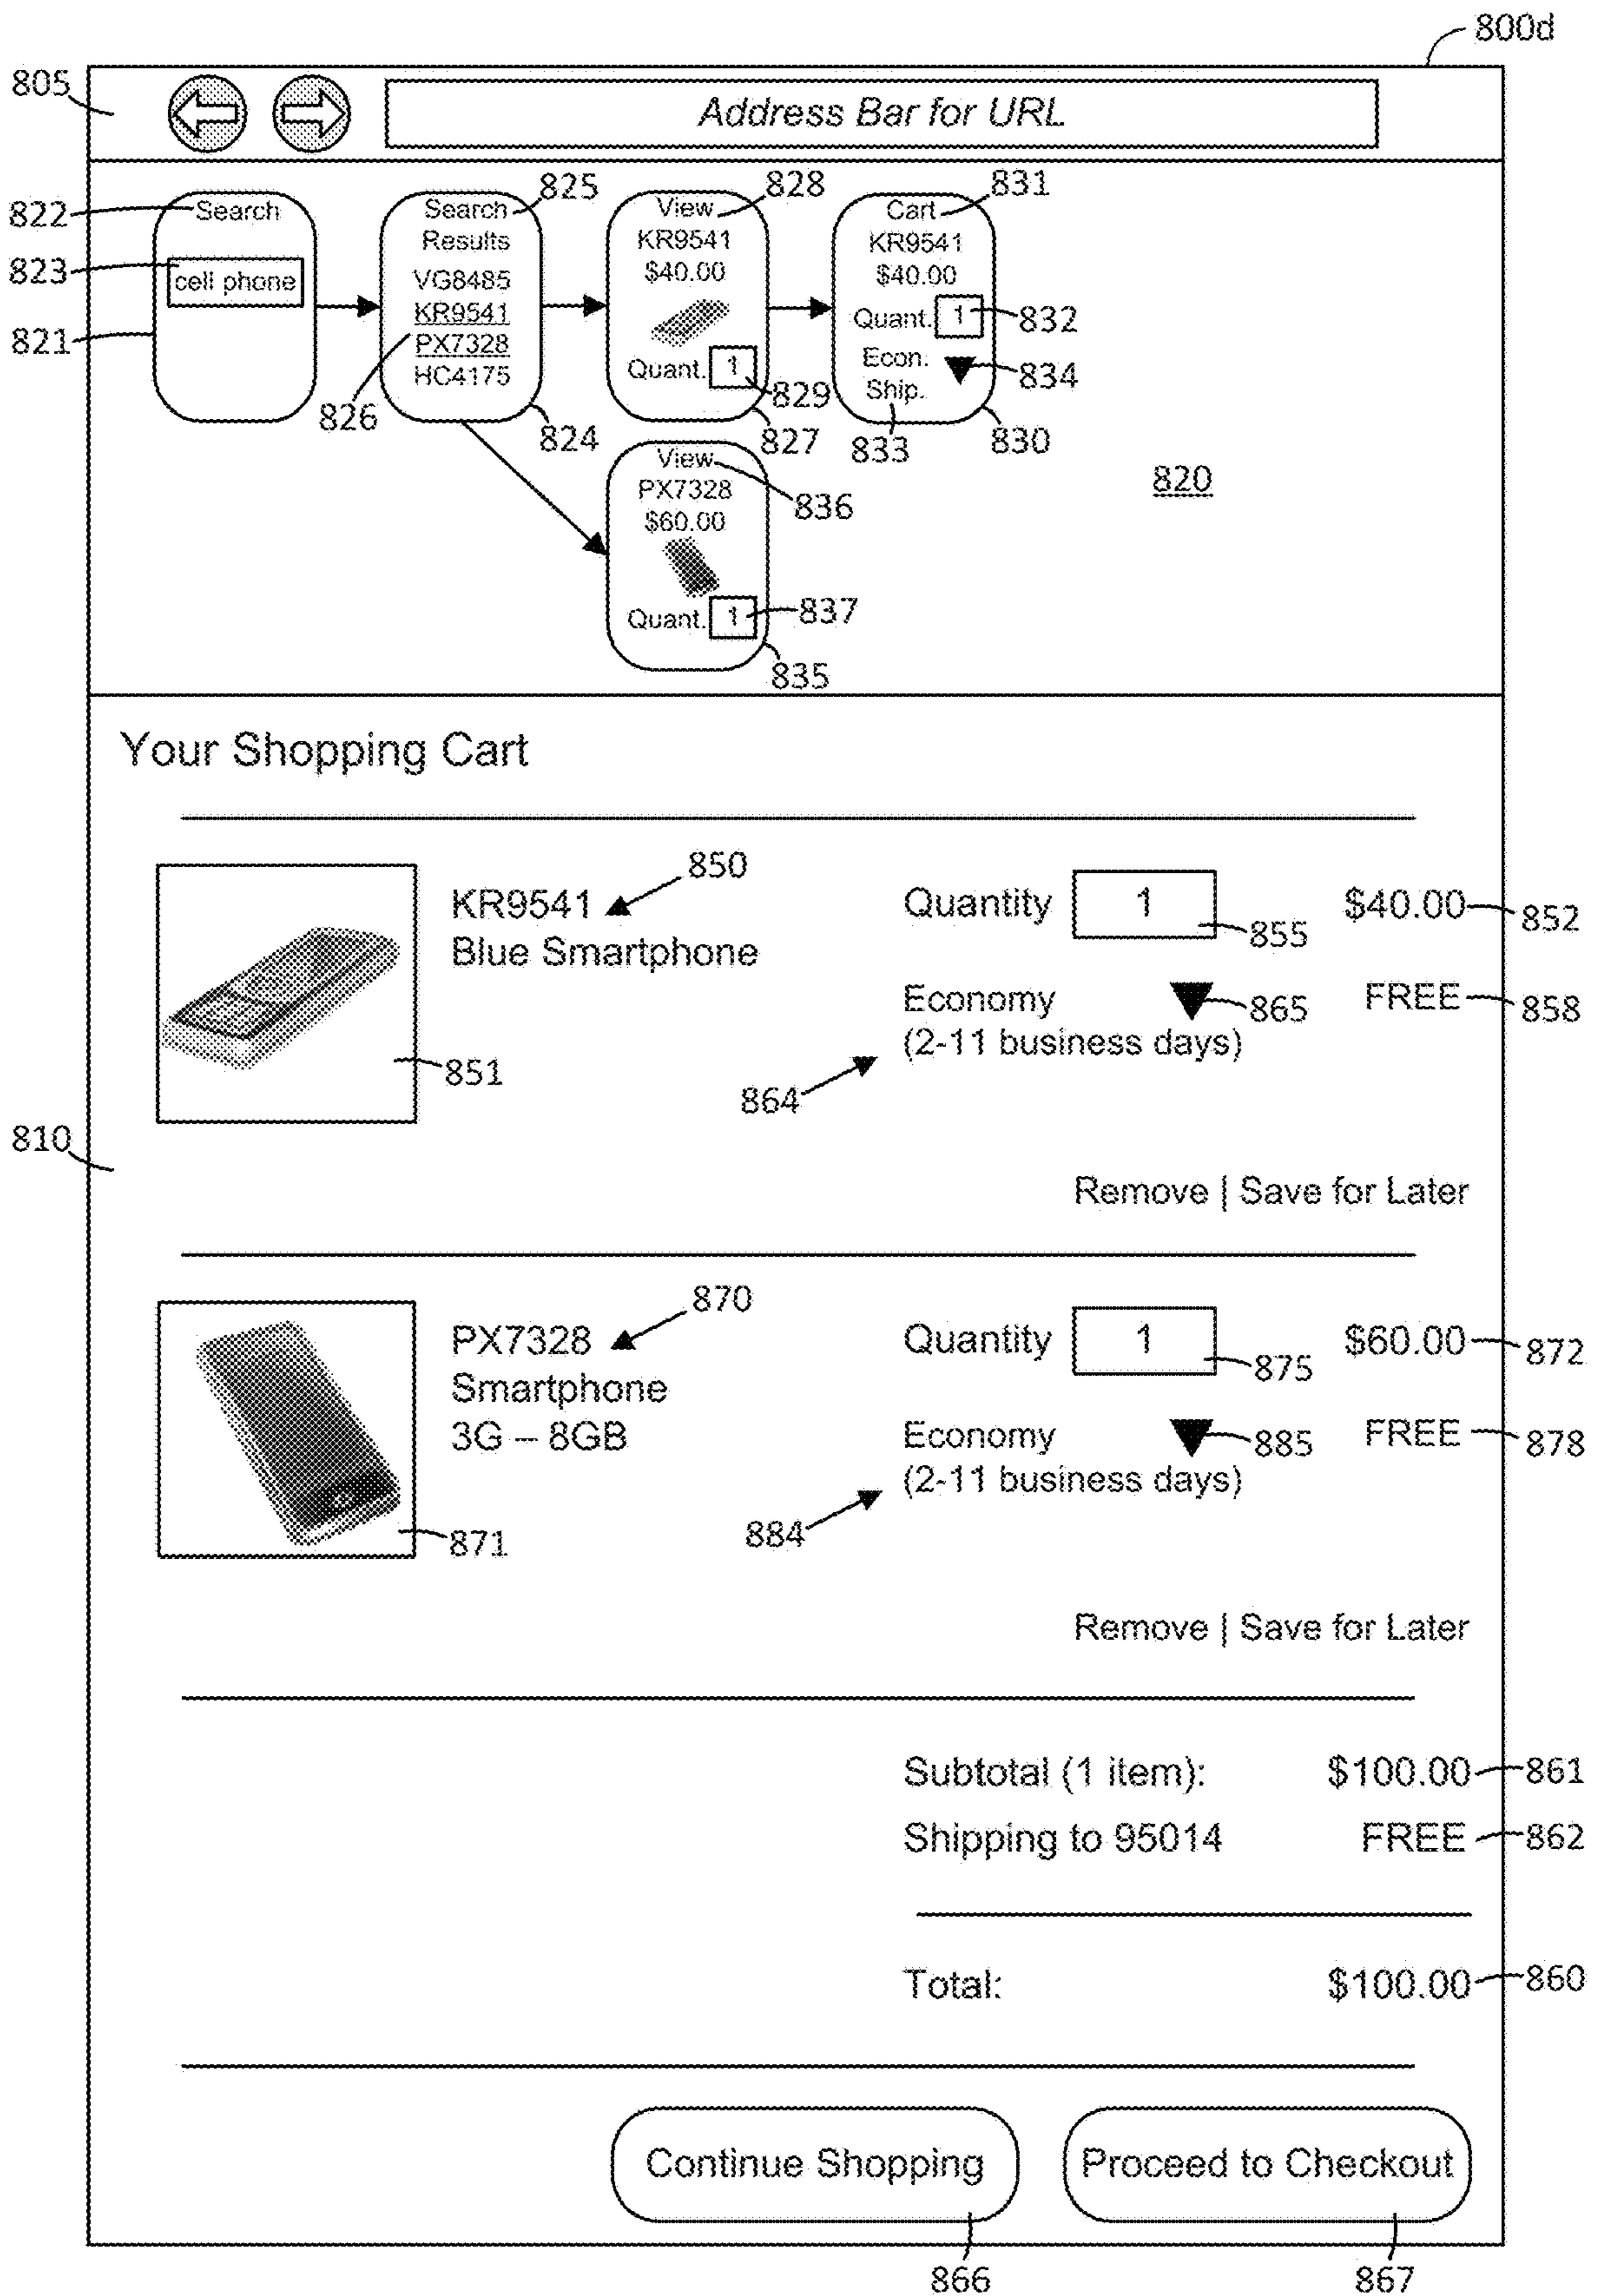 800d
805
Address Bar for URL
822
Search
823
cell phone
821
825
Search
Results
VG8485
KR9541
PX7328
HC4175
826
824
828
View
KR9541
$40.00
Quant. 1
829
827
831
Cart
KR9541
$40.00
Quant. 1
832
Econ.
Ship.
834
833
830
View
836
PX7328
$60.00
Quant. 1
837
835
820
Your Shopping Cart
850
KR9541
Blue Smartphone
851
Quantity 1 $40.00
855
852
Economy FREE
865
858
(2-11 business days)
864
810
Remove | Save for Later
870
PX7328
Smartphone
3G – 8GB
871
Quantity 1 $60.00
875
872
Economy FREE
885
878
(2-11 business days)
884
Remove | Save for Later
Subtotal (1 item): $100.00 861
Shipping to 95014 FREE 862
Total: $100.00 860
Continue Shopping
Proceed to Checkout
866
867